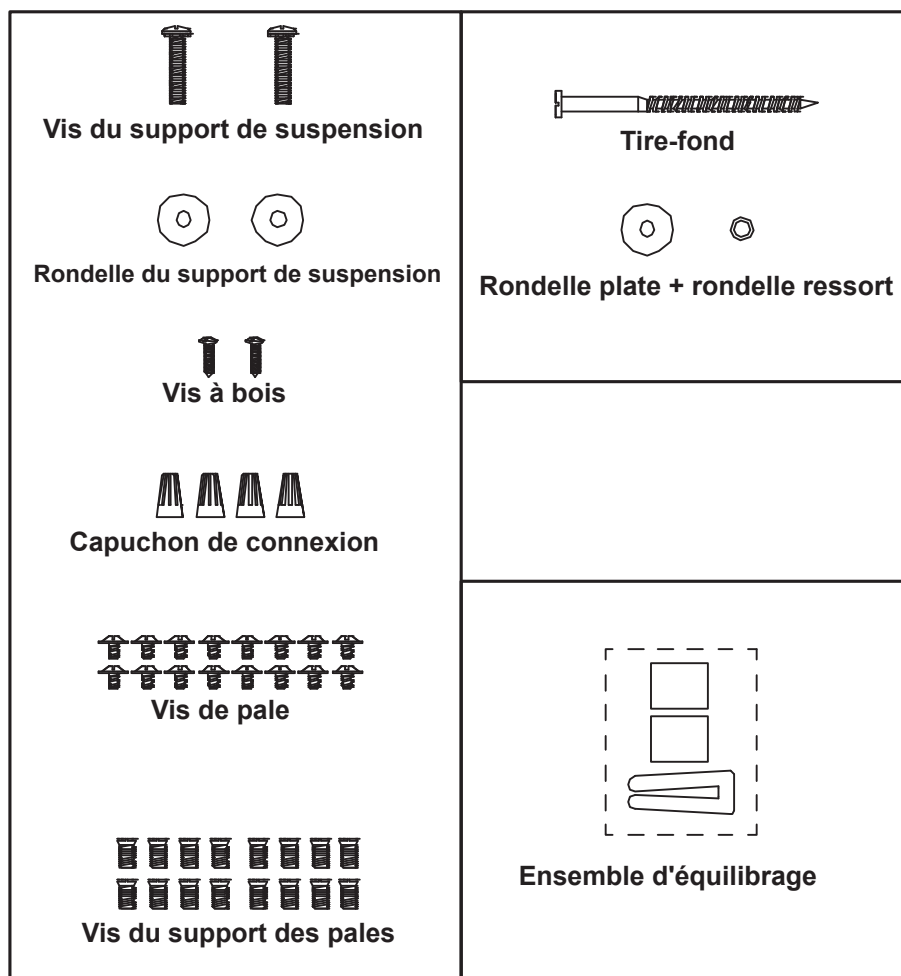 Vis du support de suspension
Rondelle du support de suspension
Vis à bois
Capuchon de connexion
Vis de pale
Vis du support des pales
Tire-fond
Rondelle plate + rondelle ressort
Ensemble d'équilibrage